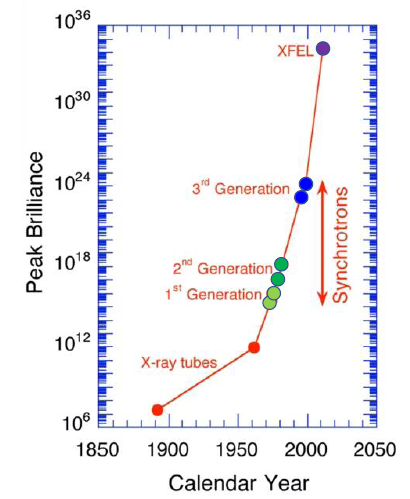 10^36
10^30
10^24
10^18
10^12
10^6
Peak Brilliance
XFEL
3rd Generation
2nd Generation
1st Generation
X-ray tubes
Synchrotrons
1850 1900 1950 2000 2050
Calendar Year